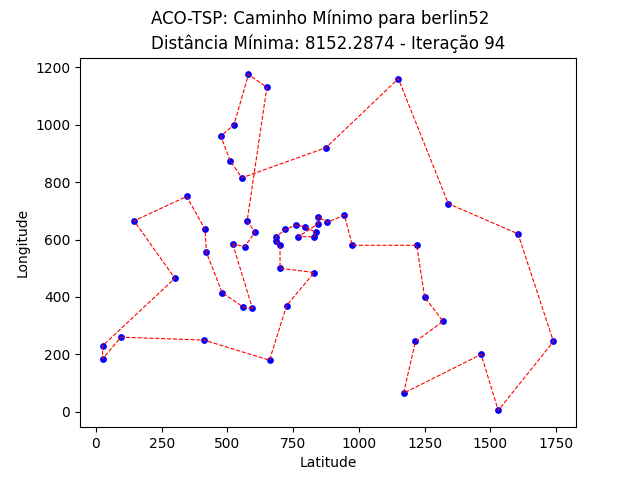 ACO-TSP: Caminho Mínimo para berlin52
Distância Mínima: 8152.2874 - Iteração 94
1200
1000
800
600
400
200
0
Longitude
0 250 500 750 1000 1250 1500 1750
Latitude